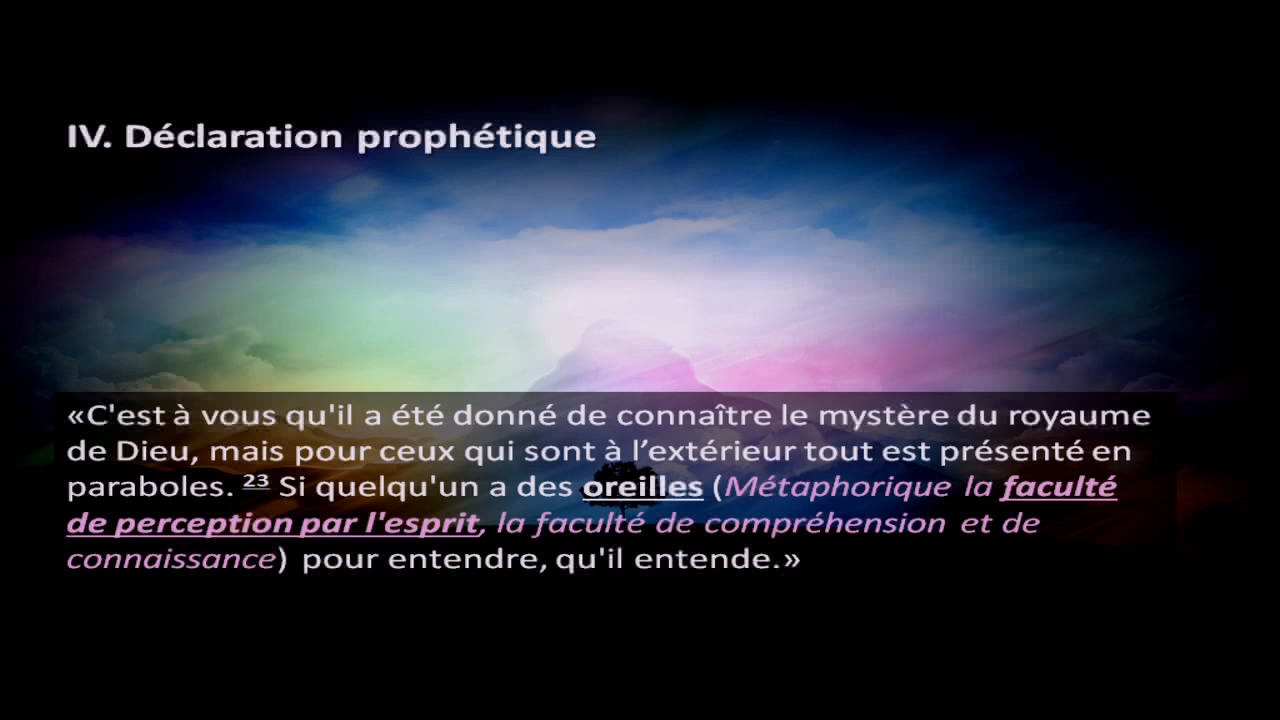 IV. Déclaration prophétique
«C'est à vous qu'il a été donné de connaître le mystère du royaume
de Dieu, mais pour ceux qui sont à l’extérieur tout est présenté en
paraboles. 23 Si quelqu'un a des oreilles (Métaphorique la faculté
de perception par l'esprit, la faculté de compréhension et de
connaissance) pour entendre, qu'il entende.»